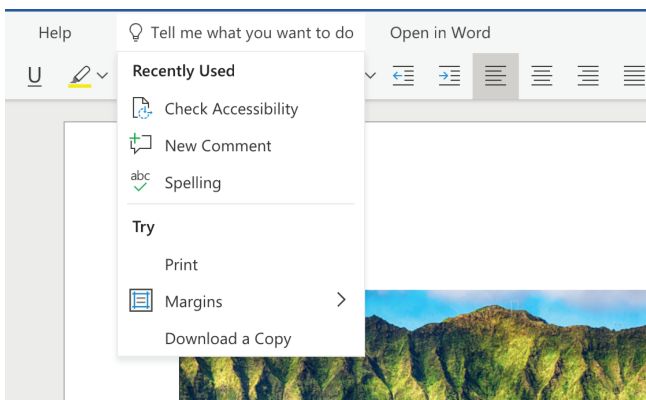 Help
Tell me what you want to do
Open in Word
U
Recently Used
Check Accessibility
New Comment
abc
Spelling
Try
Print
Margins
Download a Copy